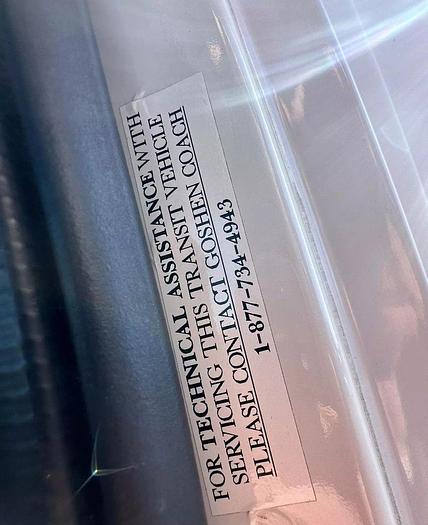 FOR TECHNICAL ASSISTANCE WITH
SERVICING THIS TRANSIT VEHICLE
PLEASE CONTACT GOSHEN COACH
1-877-734-4943